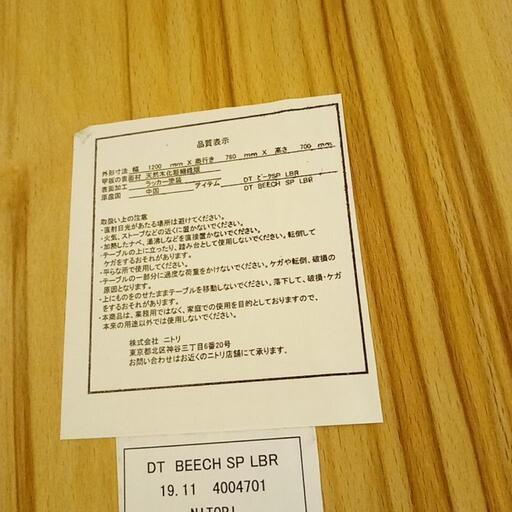 品質表示
外形寸法 幅 1200 mm X 奥行き 760 mm X 高さ 700 mm
甲板の表面材 天然木化粧繊維板
表面加工 ラッカー塗装 アイテム DT ビーチSP LBR
原産国 中国 DT BEECH SP LBR
取扱い上の注意
・直射日光があたる場所は避けてください。
・火気、ストーブなどの近くに置かないでください。
・加熱したナベ、湯沸しなどを直接置かないでください。
・テーブルの上に立ったり、踏み台として使用しないでください。転倒して
ケガをするおそれがあります。
・平らな所で使用してください。
・テーブルの一部分に過度な荷重をかけないでください。ケガや転倒、破損の
原因となります。
・上にものをのせたままテーブルを移動しないでください。落下して、破損・ケガ
をするおそれがあります。
・本商品は、業務用ではなく、家庭での使用を目的としておりますので、
本来の用途以外では使用しないでください。
株式会社 ニトリ
東京都北区神谷三丁目6番20号
お問い合わせはお近くのニトリ店舗にて承ります。
DT BEECH SP LBR
19.11 4004701
NITORI